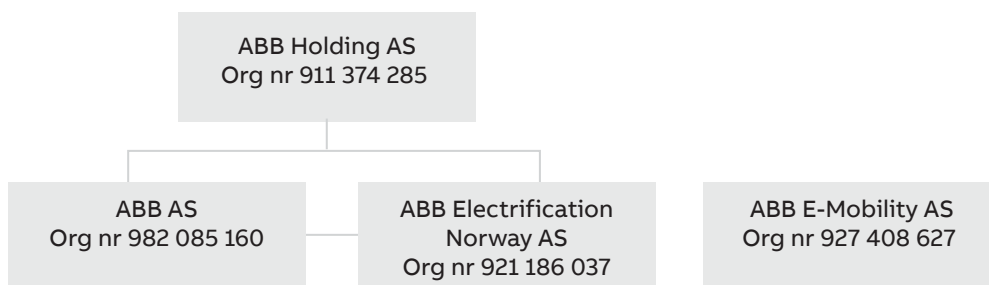 ABB Holding AS
Org nr 911 374 285
ABB AS
Org nr 982 085 160
ABB Electrification
Norway AS
Org nr 921 186 037
ABB E-Mobility AS
Org nr 927 408 627